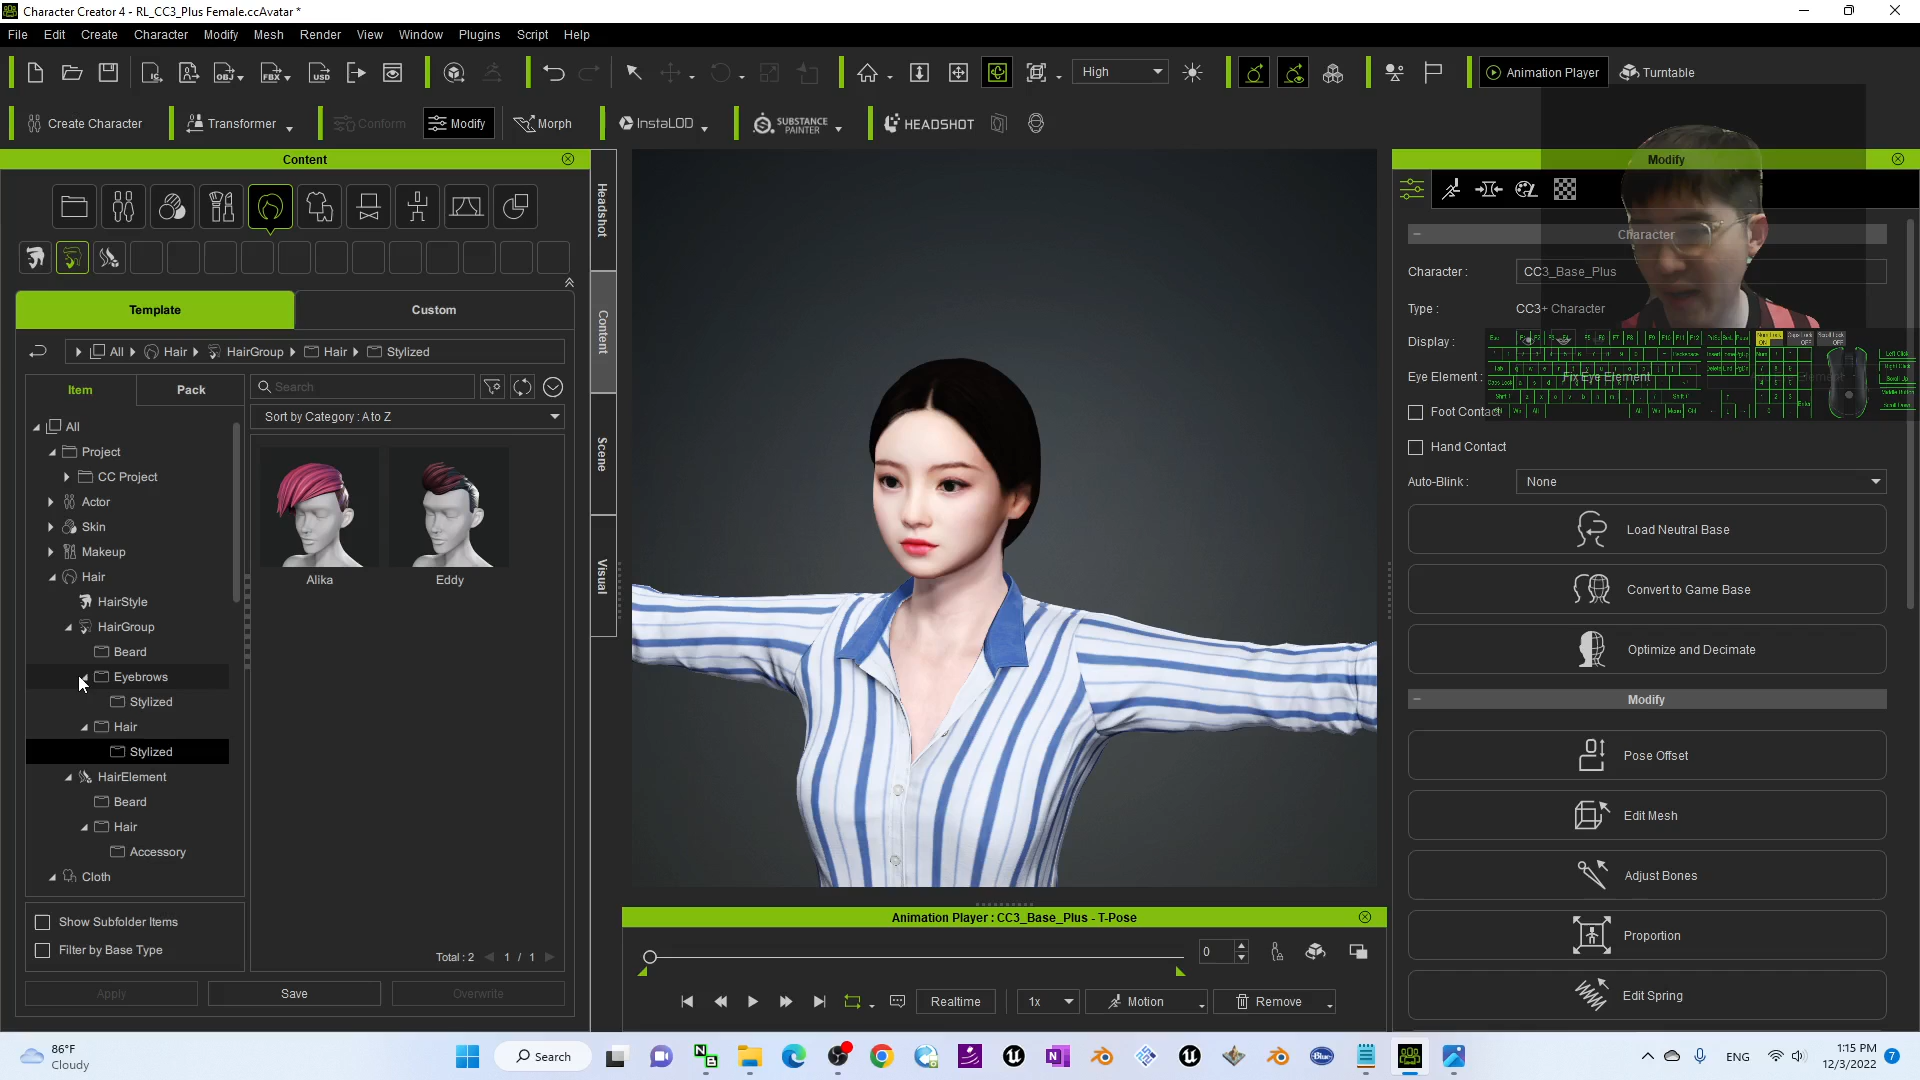 Character Creator 4 - RL_CC3_Plus Female.ccAvatar *
File Edit Create Character Modify Mesh Render View Window Plugins Script Help
High
Animation Player
Turntable
Create Character
Transformer
Conform
Modify
Morph
InstaLOD
SUBSTANCE PAINTER
HEADSHOT
Content
Modify
Headshot
Content
Scene
Visual
Template
Custom
All
Hair
HairGroup
Hair
Stylized
Item
Pack
Search
Sort by Category : A to Z
All
Project
CC Project
Actor
Skin
Makeup
Hair
HairStyle
HairGroup
Beard
Eyebrows
Stylized
Hair
Stylized
HairElement
Beard
Hair
Accessory
Cloth
Alika
Eddy
Show Subfolder Items
Filter by Base Type
Total : 2
1 / 1
Apply
Save
Overwrite
Animation Player : CC3_Base_Plus - T-Pose
0
Realtime
1x
Motion
Remove
Character
Character :
CC3_Base_Plus
Type :
CC3+ Character
Display :
Eye Element :
Fix Eye Element
Foot Contact
Hand Contact
Auto-Blink :
None
Load Neutral Base
Convert to Game Base
Optimize and Decimate
Modify
Pose Offset
Edit Mesh
Adjust Bones
Proportion
Edit Spring
86°F
Cloudy
Search
ENG
1:15 PM
12/3/2022
7